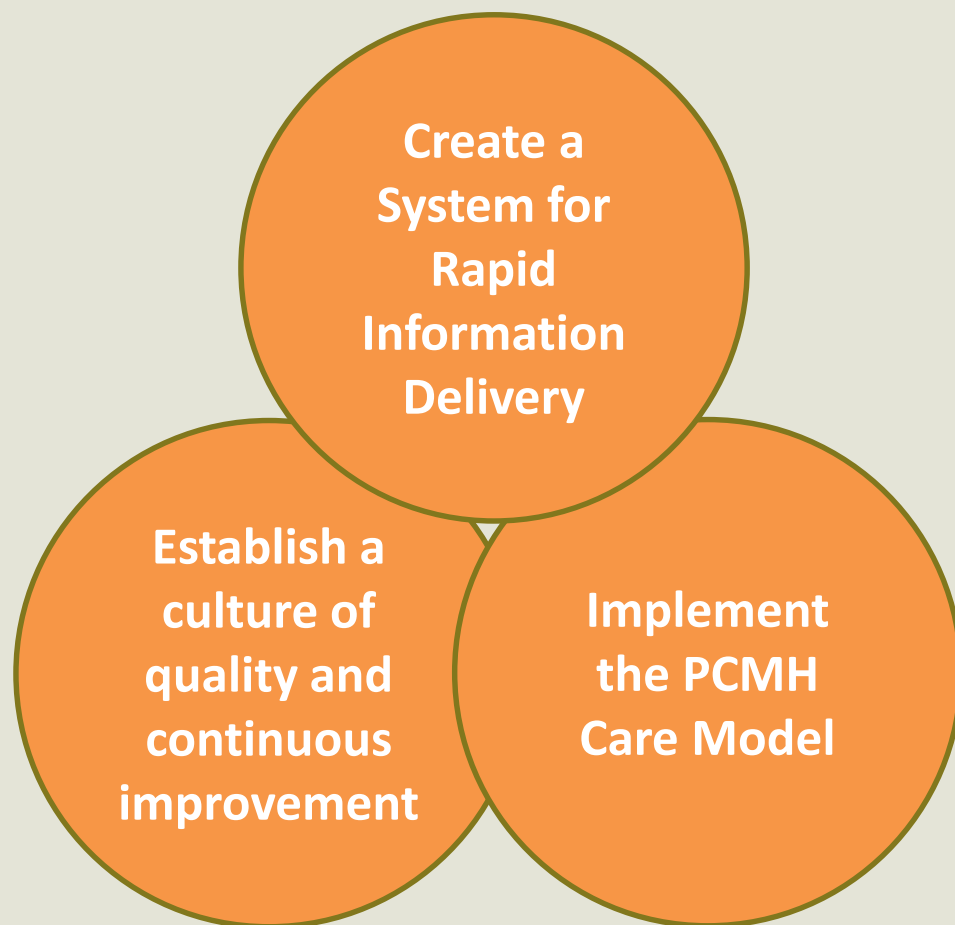 Create a
System for
Rapid
Information
Delivery
Establish a
culture of
quality and
continuous
improvement
Implement
the PCMH
Care Model